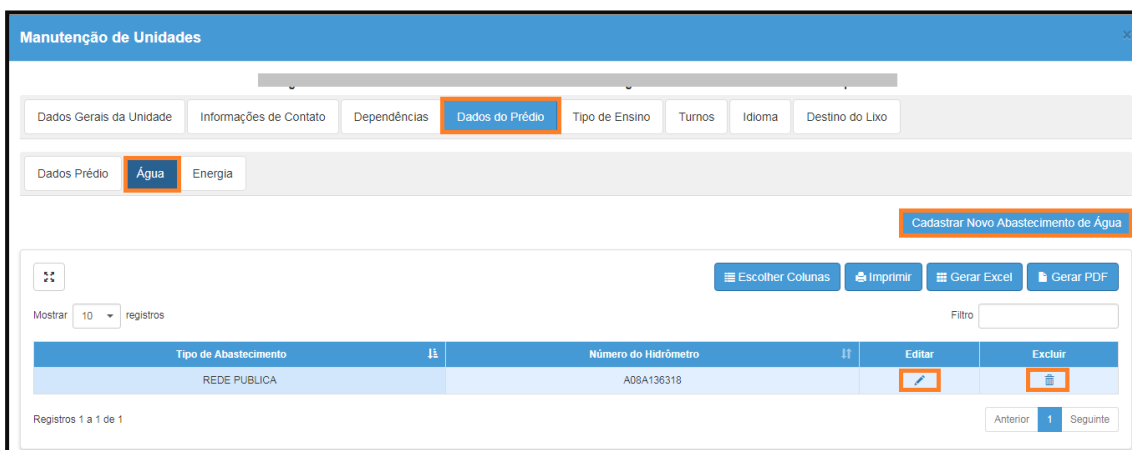 Manutenção de Unidades ×
Dados Gerais da Unidade Informações de Contato Dependências Dados do Prédio Tipo de Ensino Turnos Idioma Destino do Lixo
Dados Prédio Água Energia
Cadastrar Novo Abastecimento de Água
Escolher Colunas Imprimir Gerar Excel Gerar PDF
Mostrar 10 registros Filtro
Tipo de Abastecimento Número do Hidrômetro Editar Excluir
REDE PUBLICA A08A136318
Registros 1 a 1 de 1 Anterior 1 Seguinte